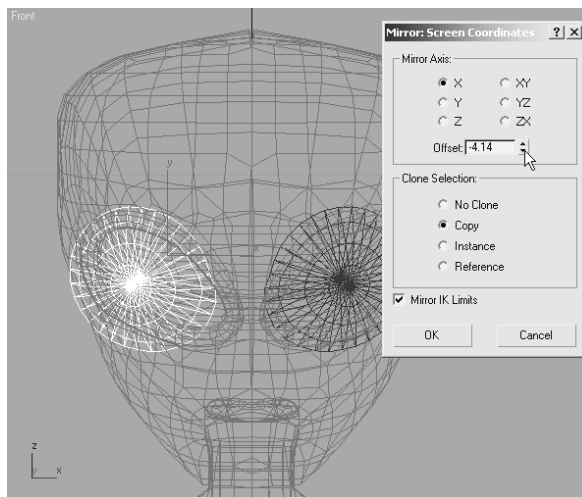 Front
Mirror: Screen Coordinates
Mirror Axis:
X XY
Y YZ
Z ZX
Offset: -4.14
Clone Selection:
No Clone
Copy
Instance
Reference
Mirror IK Limits
OK Cancel
y
x
z
y x